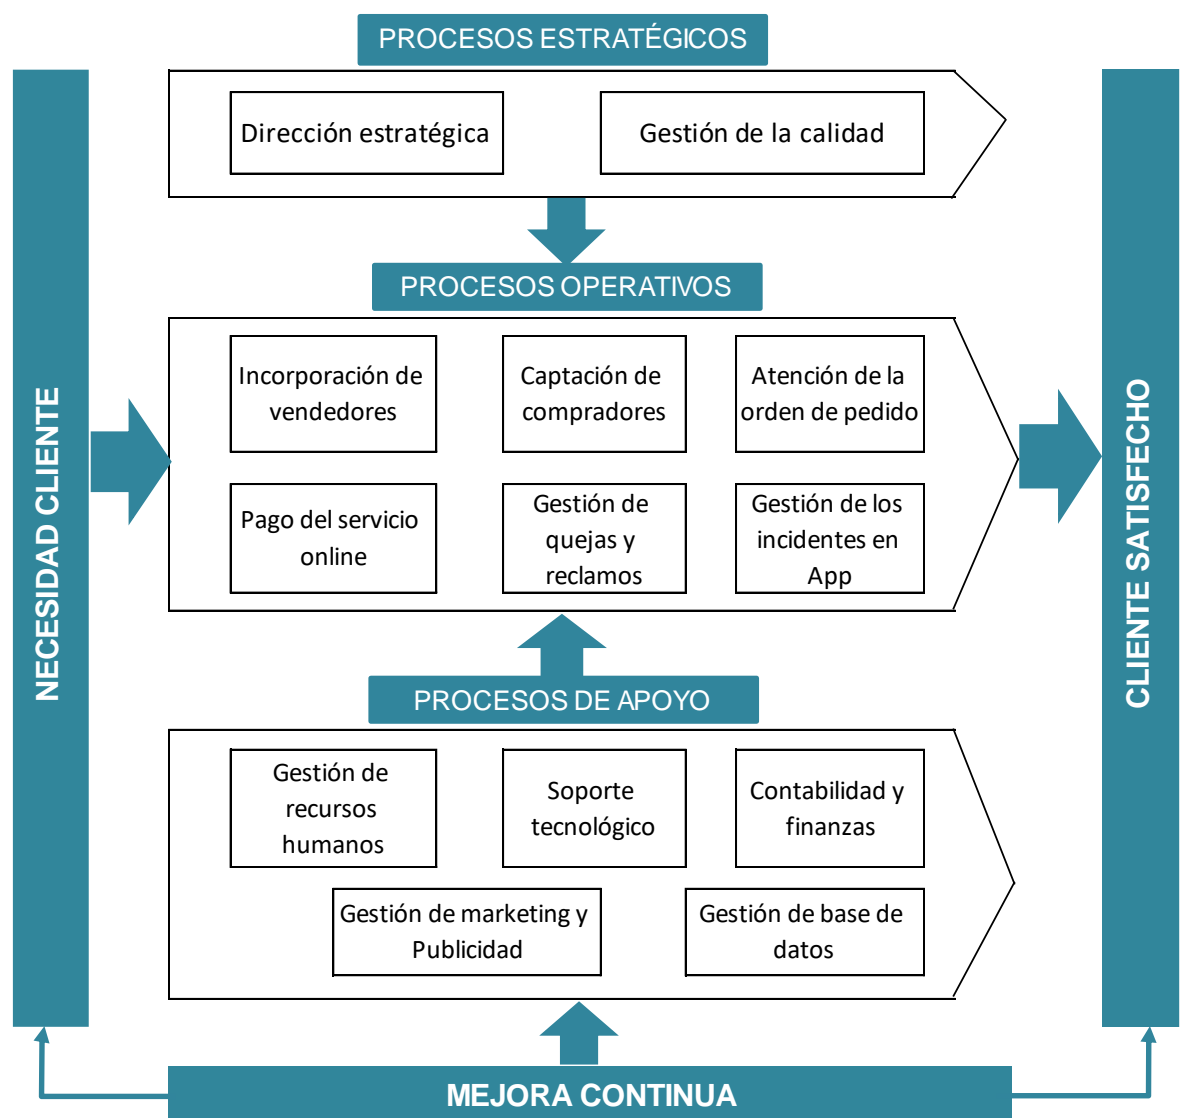 PROCESOS ESTRATÉGICOS
Dirección estratégica
Gestión de la calidad
PROCESOS OPERATIVOS
Incorporación de
vendedores
Captación de
compradores
Atención de la
orden de pedido
Pago del servicio
online
Gestión de
quejas y
reclamos
Gestión de los
incidentes en
App
PROCESOS DE APOYO
Gestión de
recursos
humanos
Soporte
tecnológico
Contabilidad y
finanzas
Gestión de marketing y
Publicidad
Gestión de base de
datos
NECESIDAD CLIENTE
CLIENTE SATISFECHO
MEJORA CONTINUA